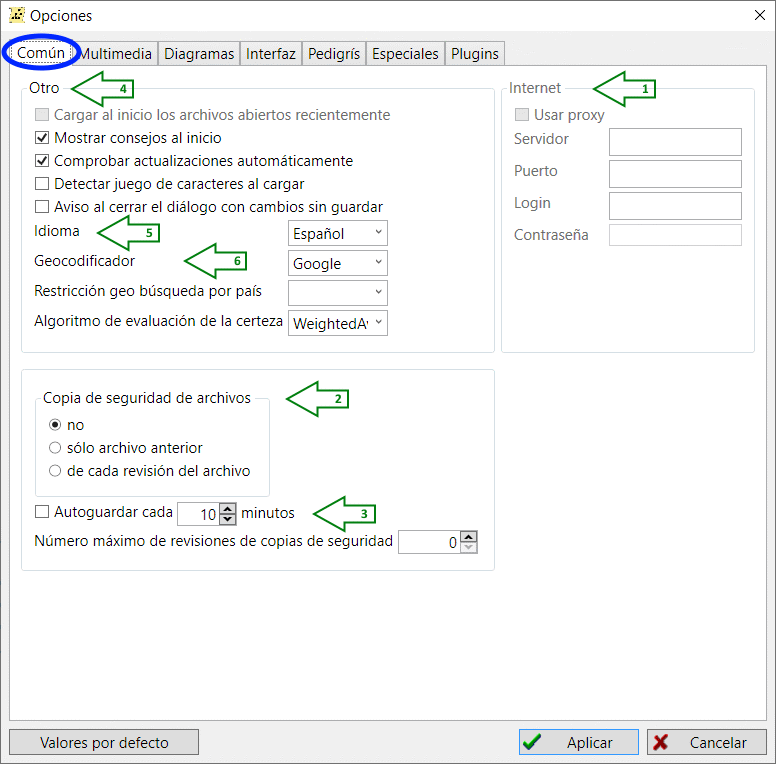 Opciones
Común Multimedia Diagramas Interfaz Pedigrís Especiales Plugins
Otro 4
Cargar al inicio los archivos abiertos recientemente
Mostrar consejos al inicio
Comprobar actualizaciones automáticamente
Detectar juego de caracteres al cargar
Aviso al cerrar el diálogo con cambios sin guardar
Idioma 5 Español
Geocodificador 6 Google
Restricción geo búsqueda por país
Algoritmo de evaluación de la certeza WeightedAv
Internet 1
Usar proxy
Servidor
Puerto
Login
Contraseña
Copia de seguridad de archivos 2
no
sólo archivo anterior
de cada revisión del archivo
Autoguardar cada 10 minutos 3
Número máximo de revisiones de copias de seguridad 0
Valores por defecto Aplicar Cancelar